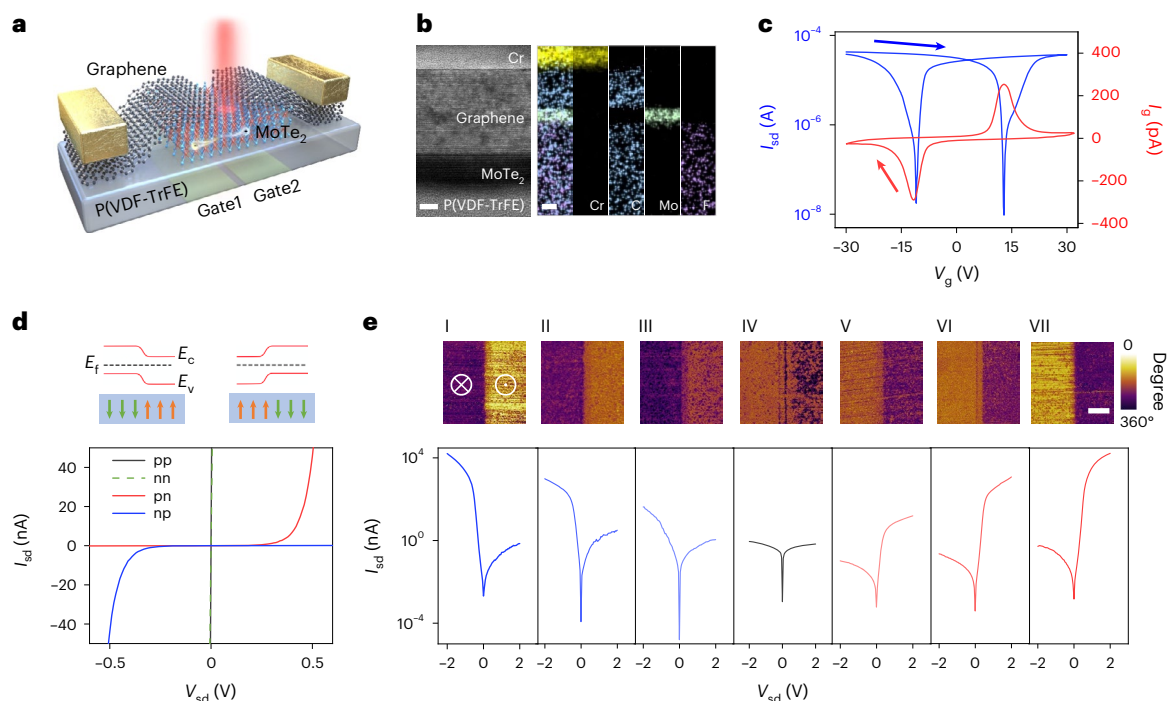 a
Graphene
MoTe2
P(VDF-TrFE)
Gate1
Gate2
b
Cr
Graphene
MoTe2
P(VDF-TrFE)
Cr
C
Mo
F
c
10–4
10–6
10–8
Isd (A)
400
200
0
–200
–400
Ig (pA)
–30
–15
0
15
30
Vg (V)
d
Ef
Ec
Ev
pp
nn
pn
np
40
20
0
–20
–40
Isd (nA)
–0.5
0
0.5
Vsd (V)
e
I
II
III
IV
V
VI
VII
0
360°
Degree
104
100
10–4
Isd (nA)
–2 0 2
–2 0 2
–2 0 2
–2 0 2
–2 0 2
–2 0 2
–2 0 2
Vsd (V)